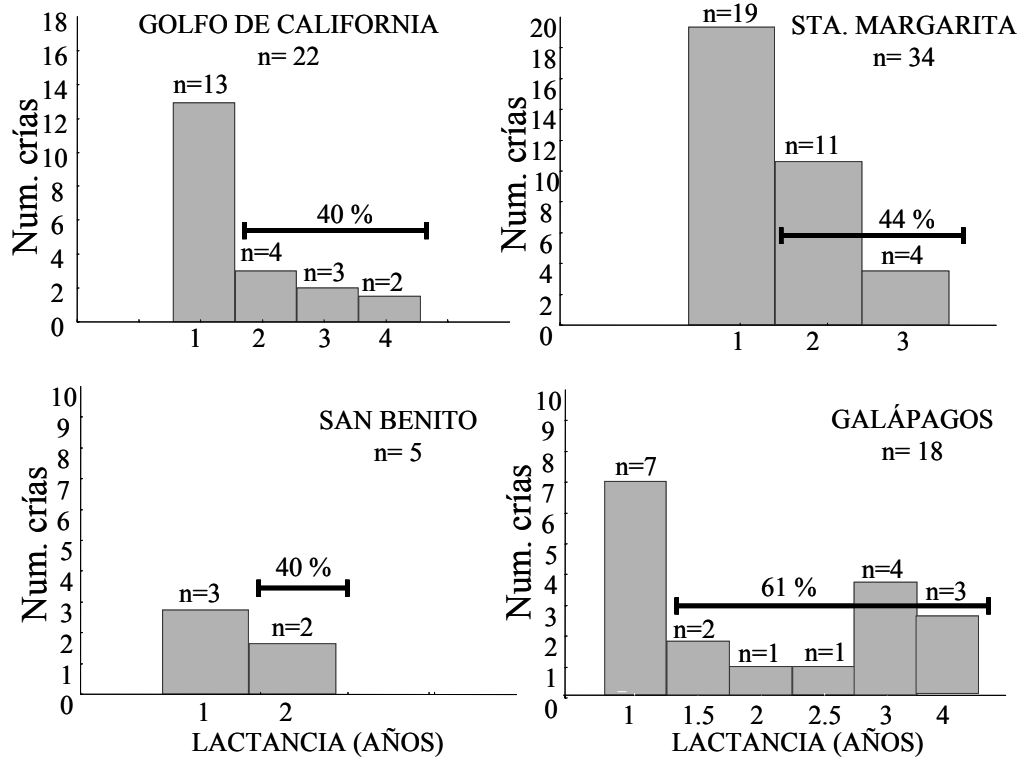 GOLFO DE CALIFORNIA
n= 22
Num. crías
18
16
14
12
10
8
6
4
2
0
n=13
n=4
n=3
n=2
40 %
1 2 3 4
STA. MARGARITA
n= 34
Num. crías
20
18
16
14
12
10
8
6
4
2
0
n=19
n=11
n=4
44 %
1 2 3
SAN BENITO
n= 5
Num. crías
10
9
8
7
6
5
4
3
2
1
0
n=3
n=2
40 %
1 2
LACTANCIA (AÑOS)
GALÁPAGOS
n= 18
Num. crías
10
9
8
7
6
5
4
3
2
1
0
n=7
n=2
n=1
n=1
n=4
n=3
61 %
1 1.5 2 2.5 3 4
LACTANCIA (AÑOS)